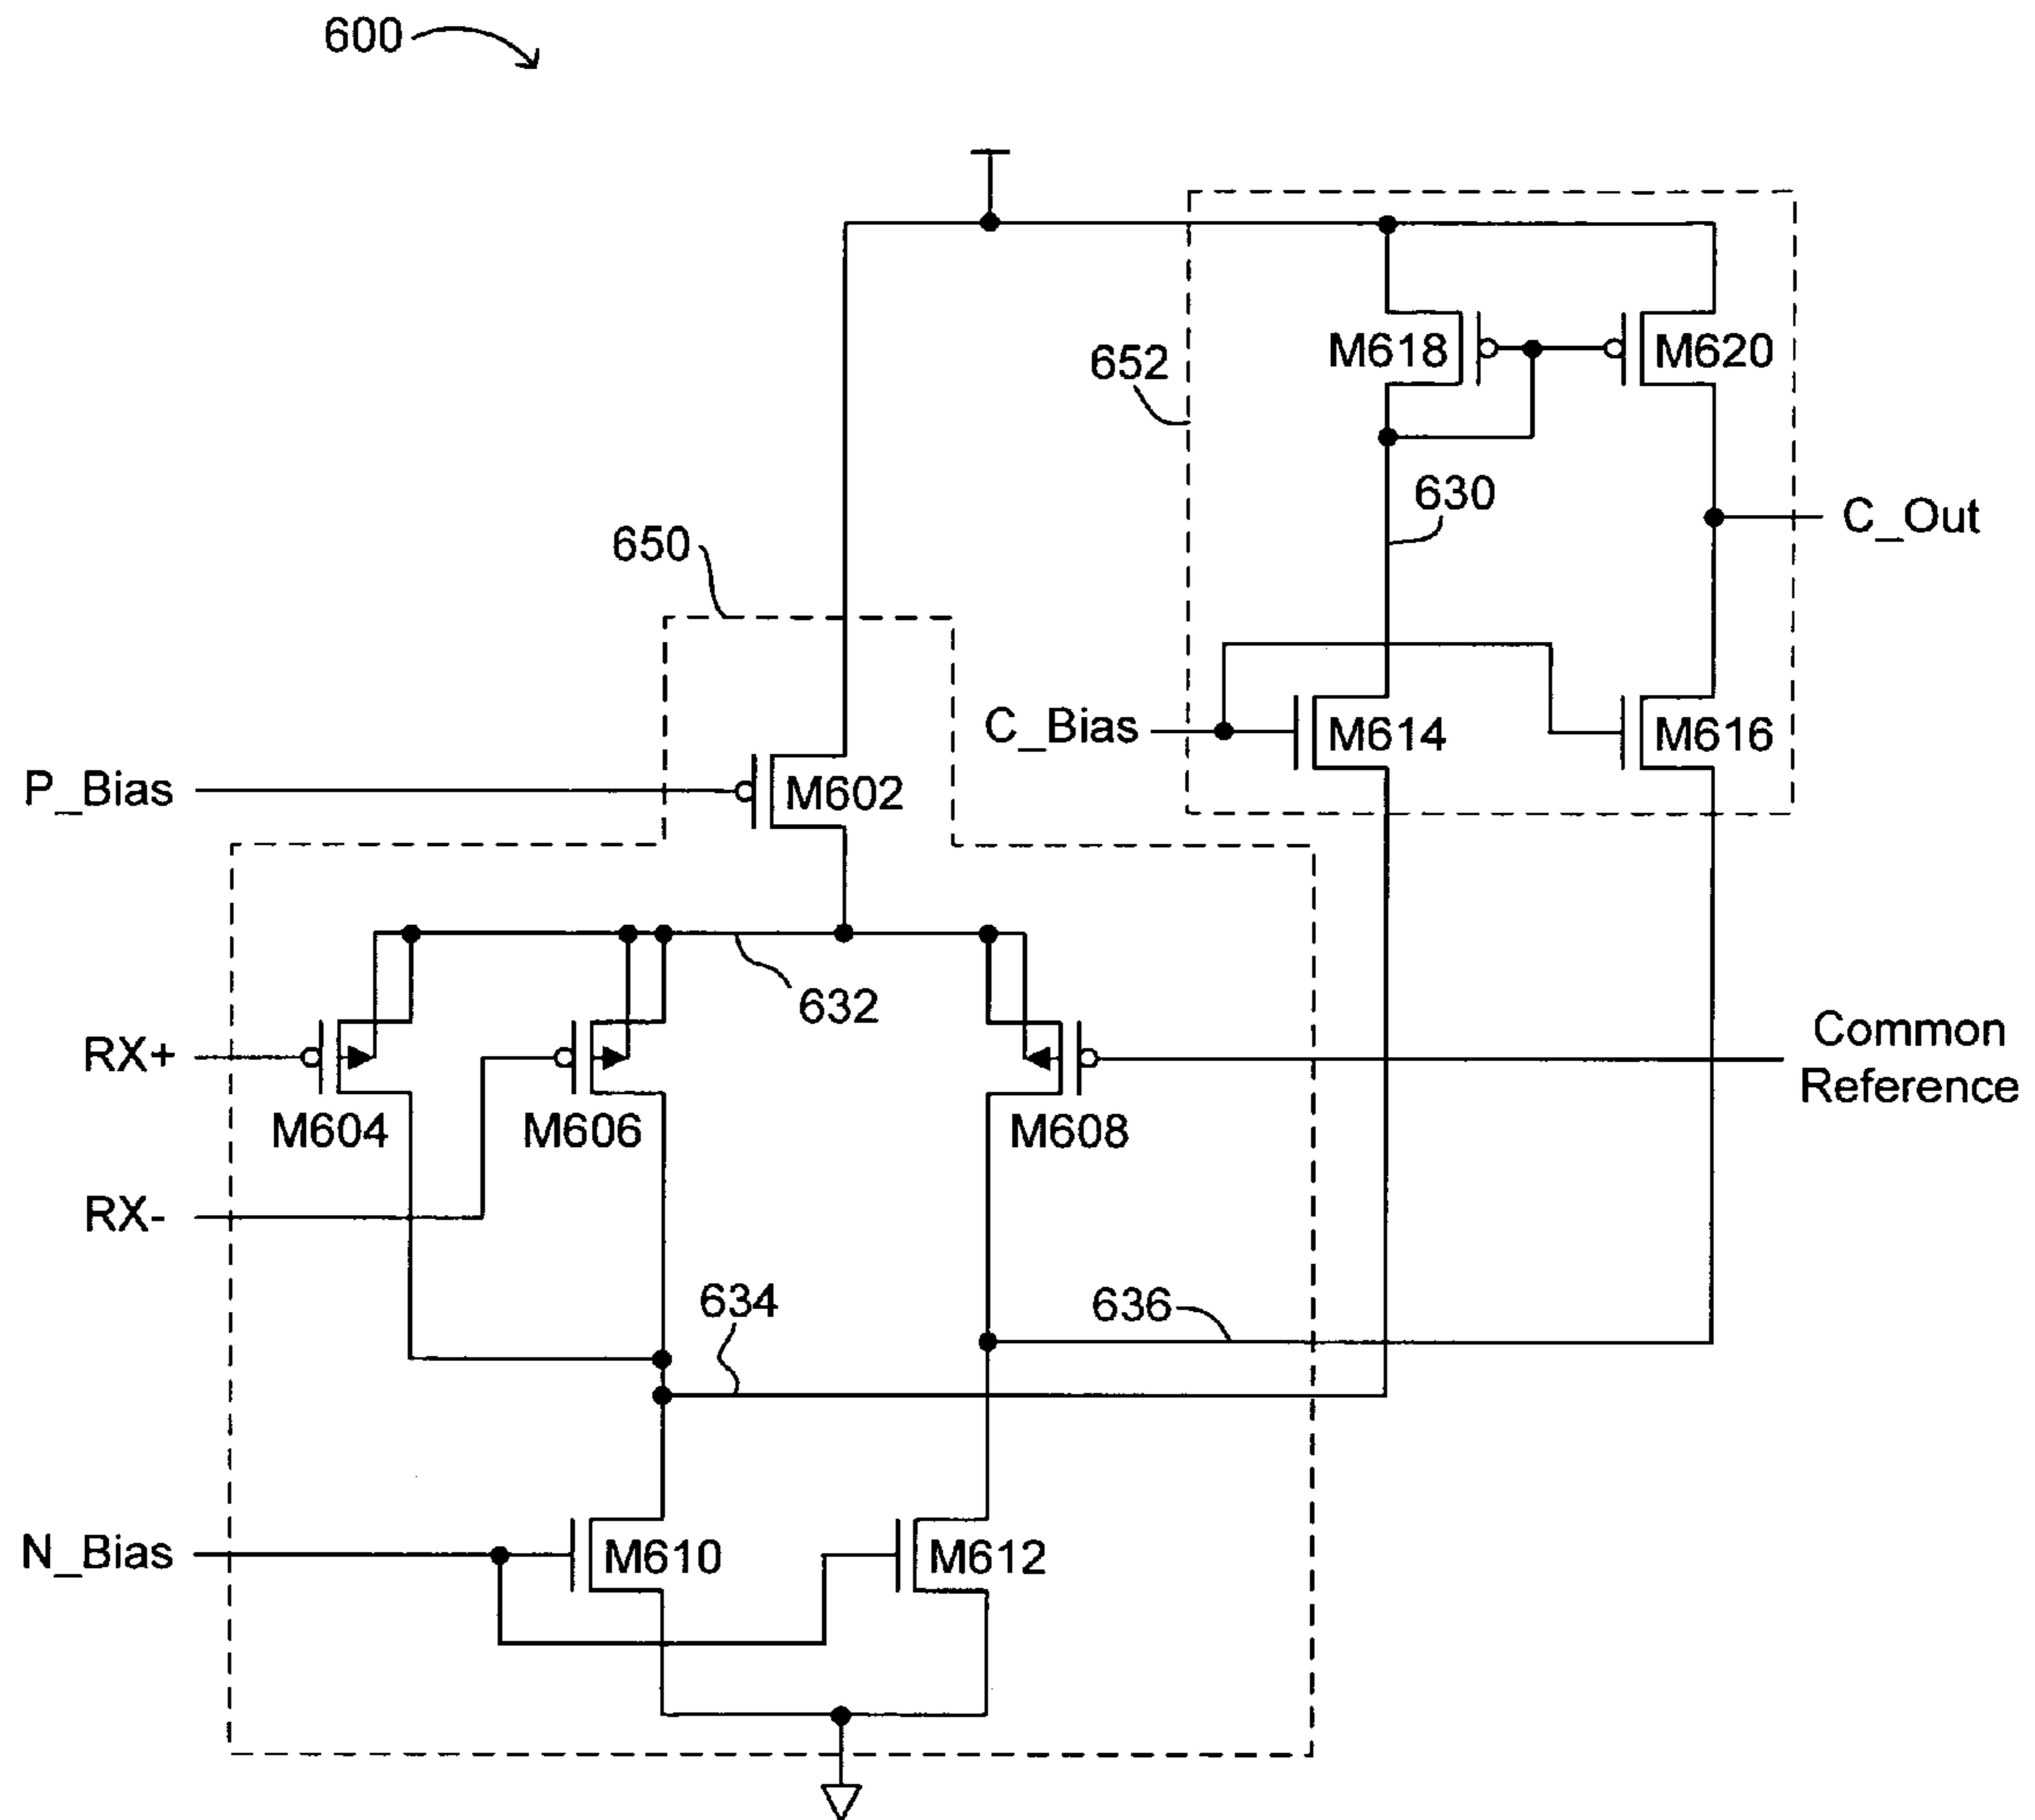 600
M618
M620
652
630
C_Out
650
C_Bias
M614
M616
P_Bias
M602
632
RX+
Common
Reference
M604
M606
M608
RX-
634
636
N_Bias
M610
M612